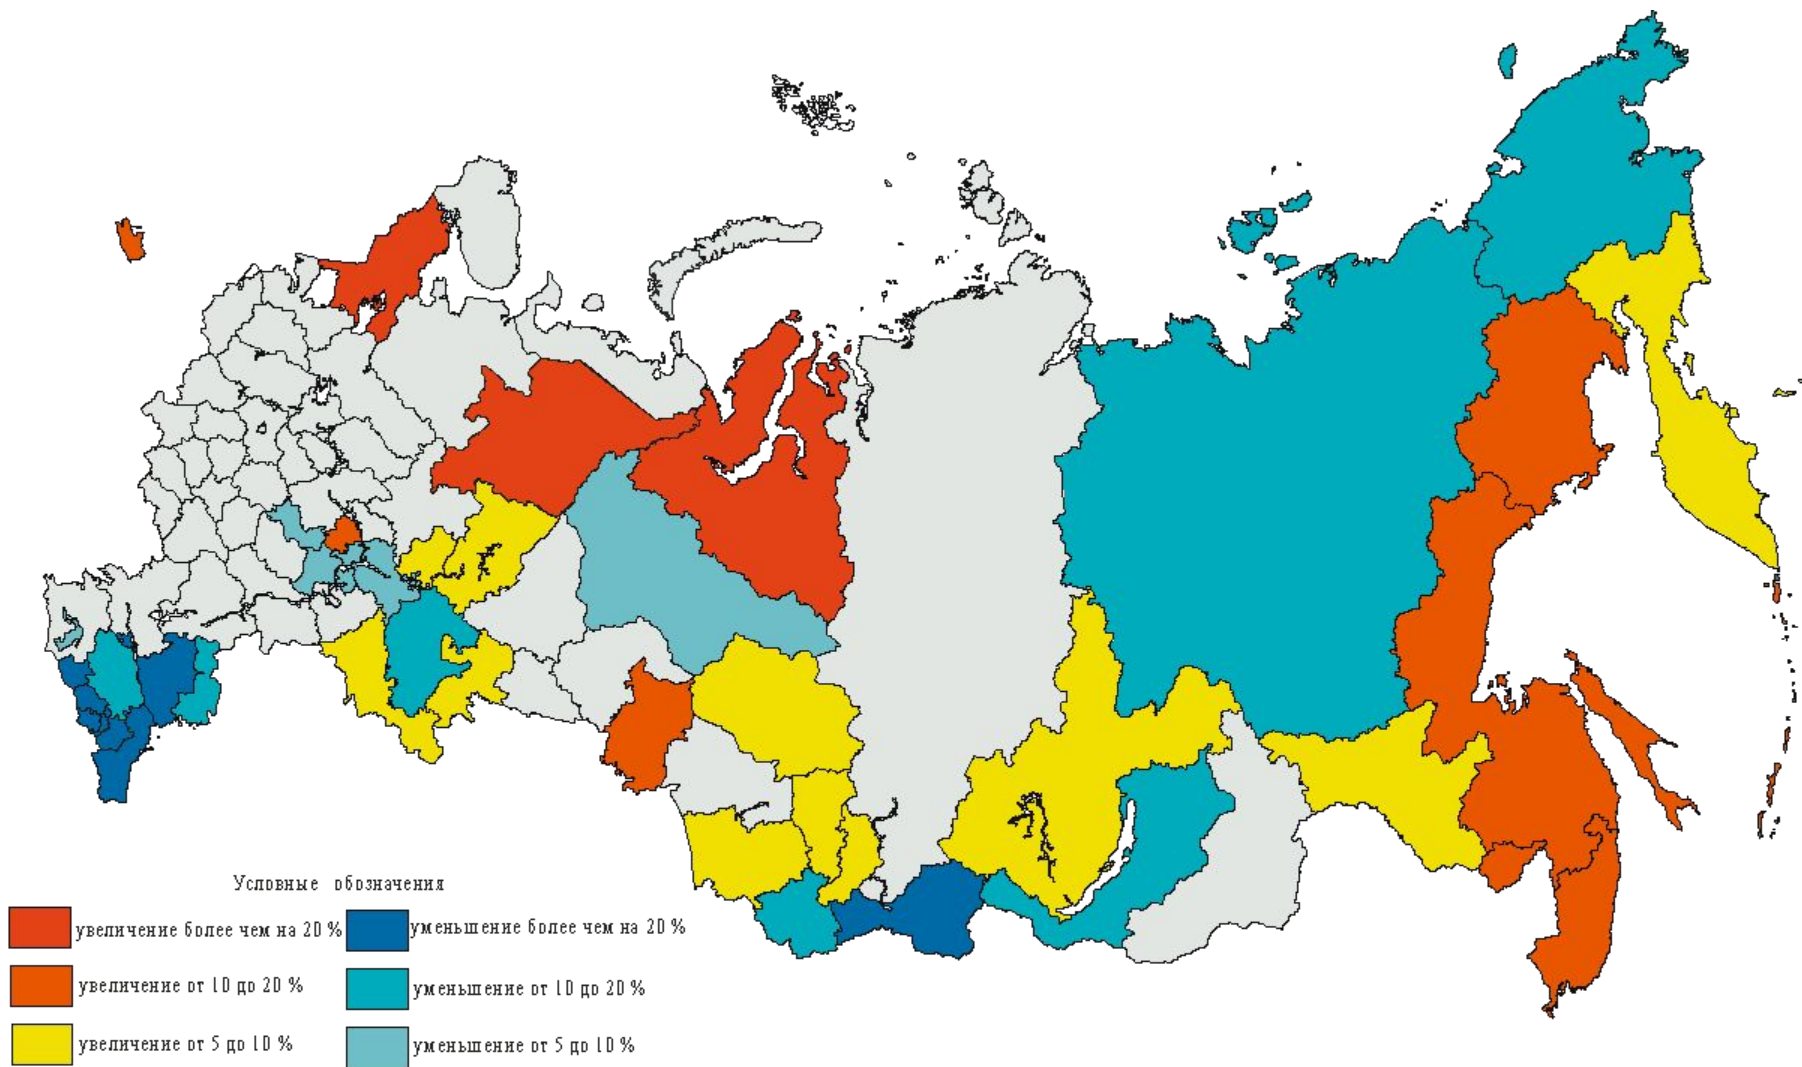 Условные обозначения
увеличение более чем на 20 %
уменьшение более чем на 20 %
увеличение от 10 до 20 %
уменьшение от 10 до 20 %
увеличение от 5 до 10 %
уменьшение от 5 до 10 %